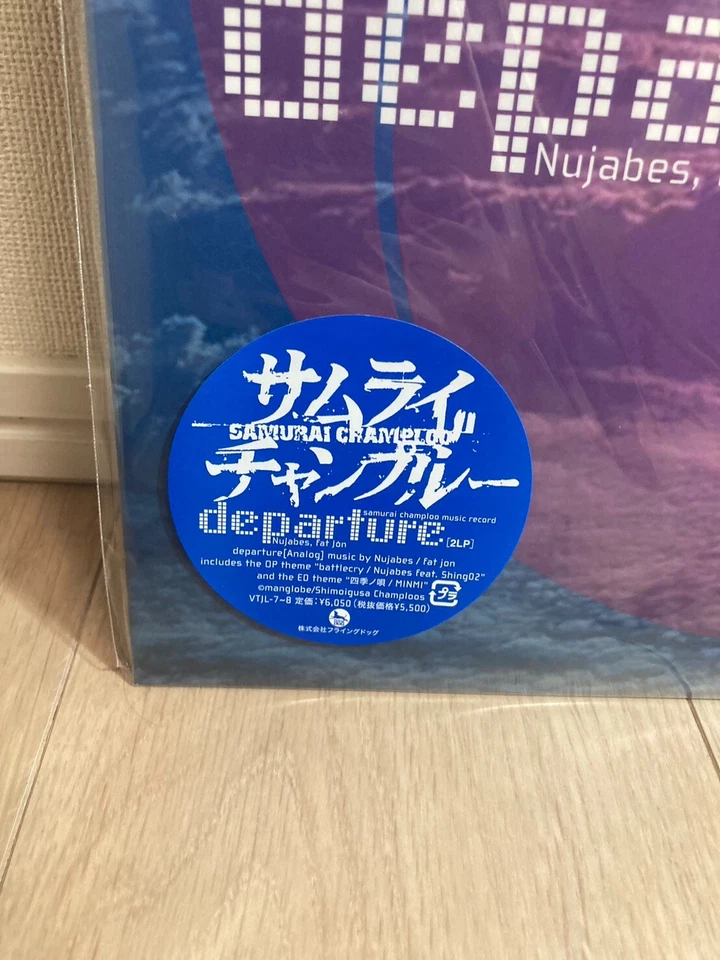 depa
Nujabes,
サムライ
SAMURAI CHAMPLOO
チャンプルー
samurai champloo music record
departure [2LP]
Nujabes, fat jon
departure[Analog] music by Nujabes / fat jon
includes the OP theme "battlecry / Nujabes feat. Shing02"
and the ED theme "四季ノ唄 / MINMI"
©manglobe/Shimoigusa Champloos
VTJL-7~8 定価:¥6,050(税抜価格¥5,500)
プラ
株式会社フライングドッグ